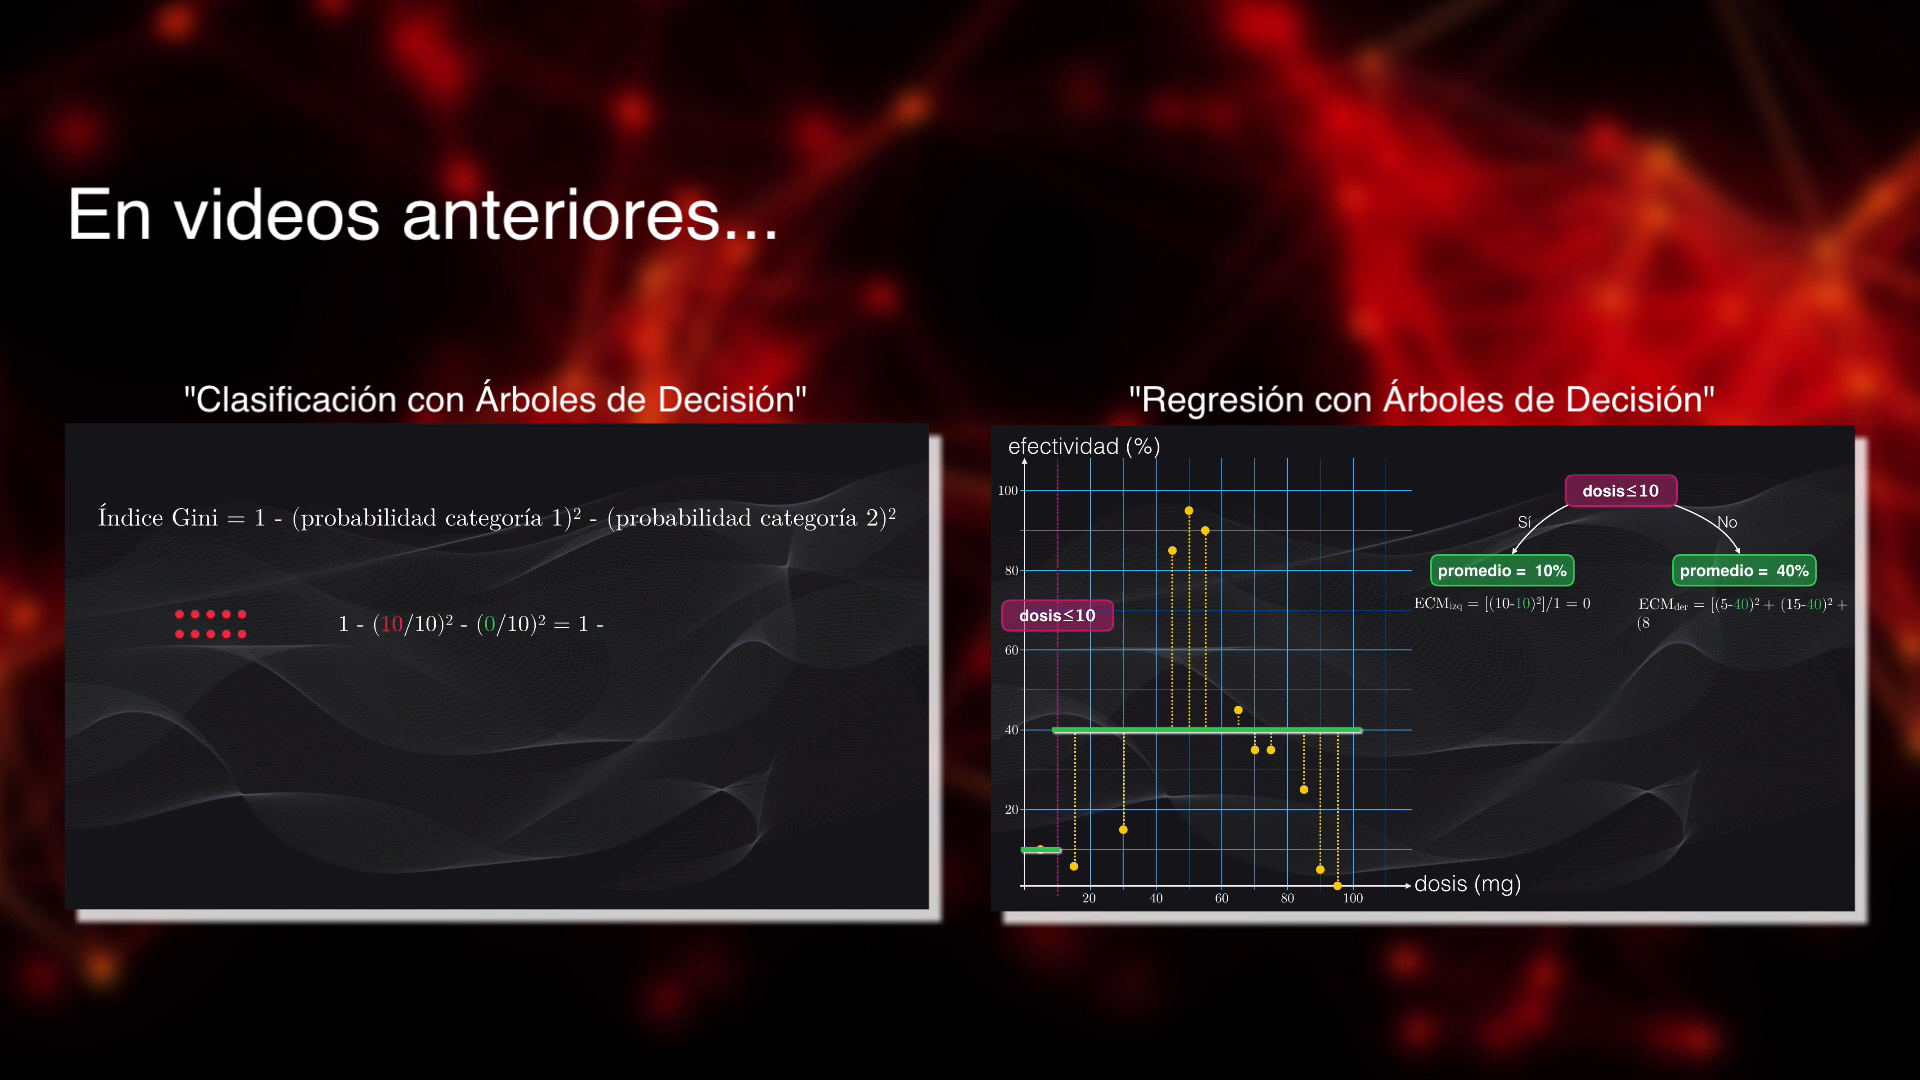 En videos anteriores...
"Clasificación con Árboles de Decisión"
Índice Gini = 1 - (probabilidad categoría 1)² - (probabilidad categoría 2)²
1 - (10/10)² - (0/10)² = 1 -
"Regresión con Árboles de Decisión"
efectividad (%)
100
80
60
40
20
dosis≤10
20 40 60 80 100
dosis (mg)
dosis≤10
Sí No
promedio = 10% promedio = 40%
ECMizq = [(10-10)²]/1 = 0
ECMder = [(5-40)² + (15-40)² +
(8